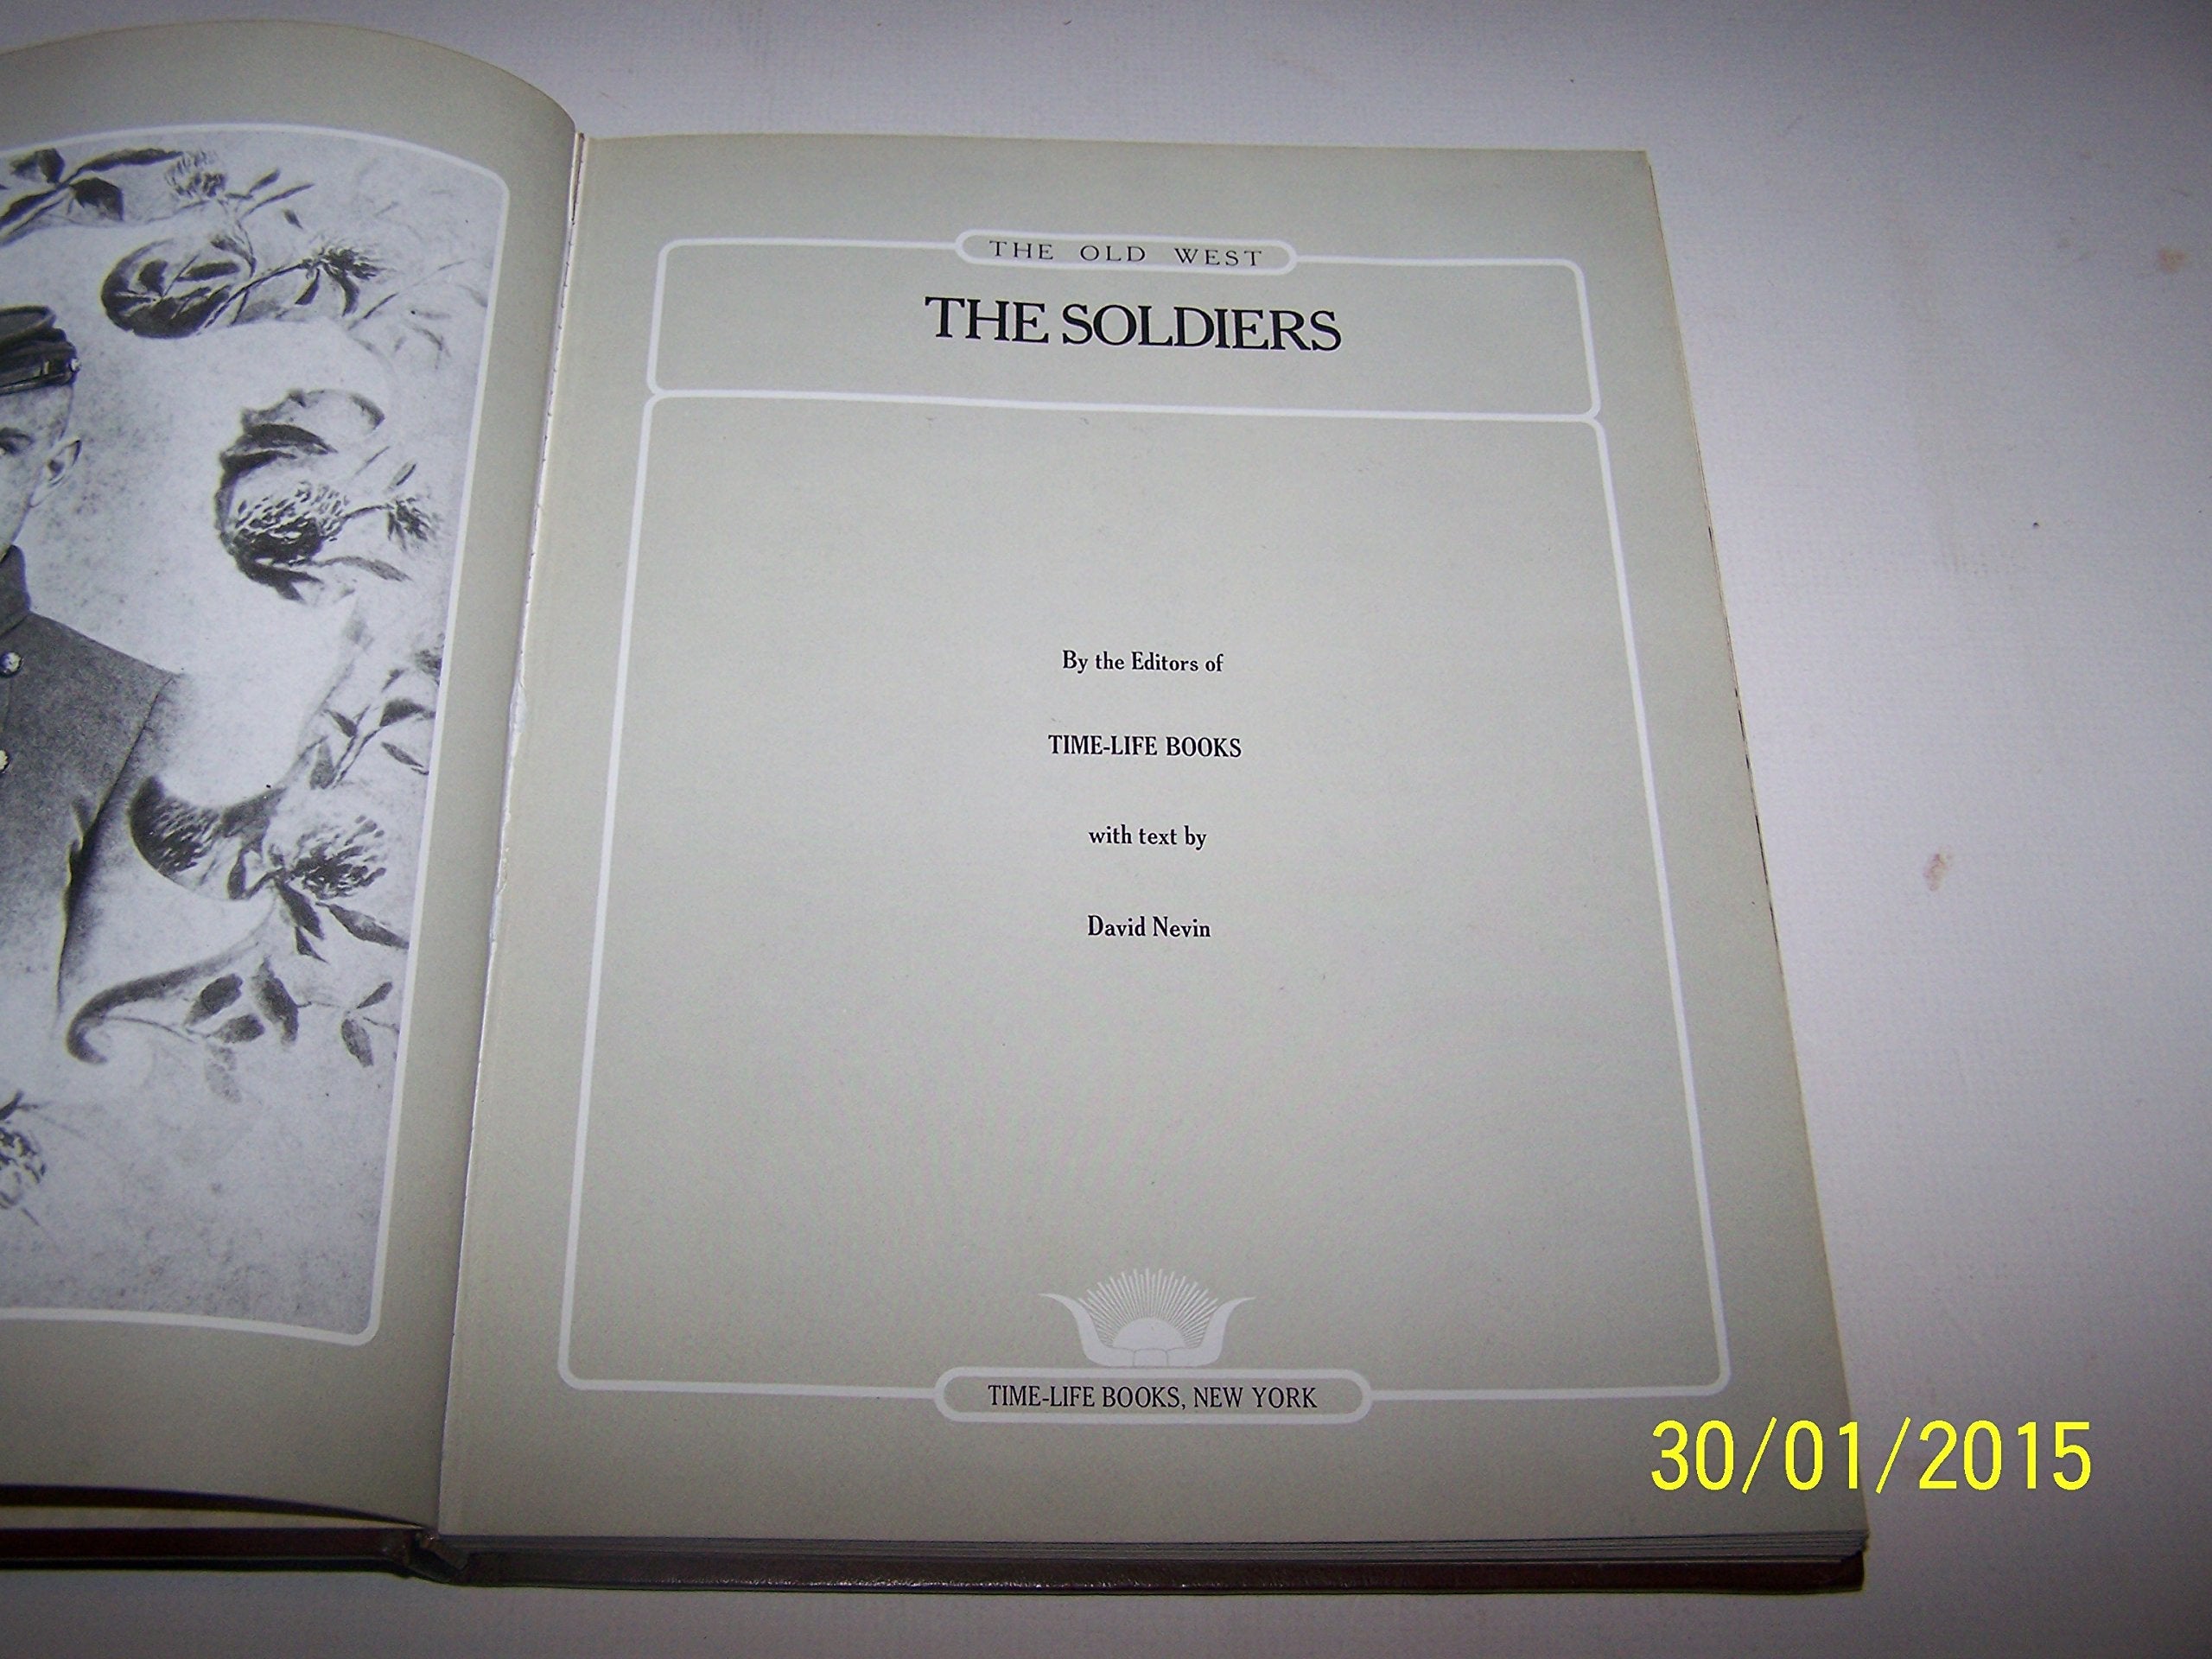 THE OLD WEST
THE SOLDIERS
By the Editors of
TIME-LIFE BOOKS
with text by
David Nevin
TIME-LIFE BOOKS, NEW YORK
30/01/2015